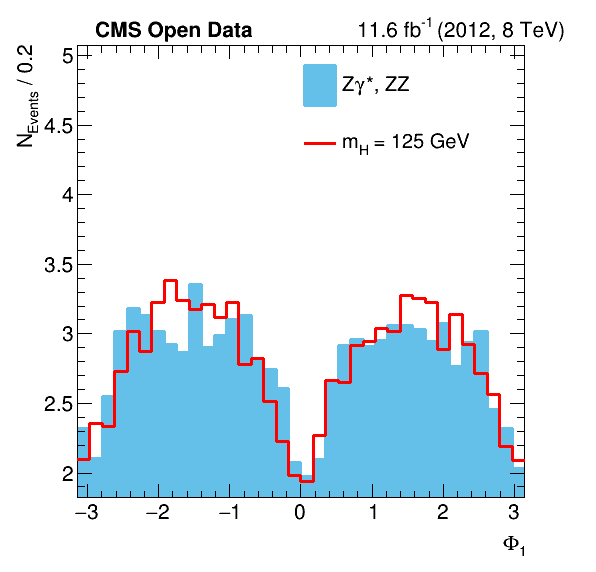 CMS Open Data 11.6 fb⁻¹ (2012, 8 TeV)
N_Events / 0.2
5
4.5
4
3.5
3
2.5
2
Zγ*, ZZ
m_H = 125 GeV
−3 −2 −1 0 1 2 3
Φ₁